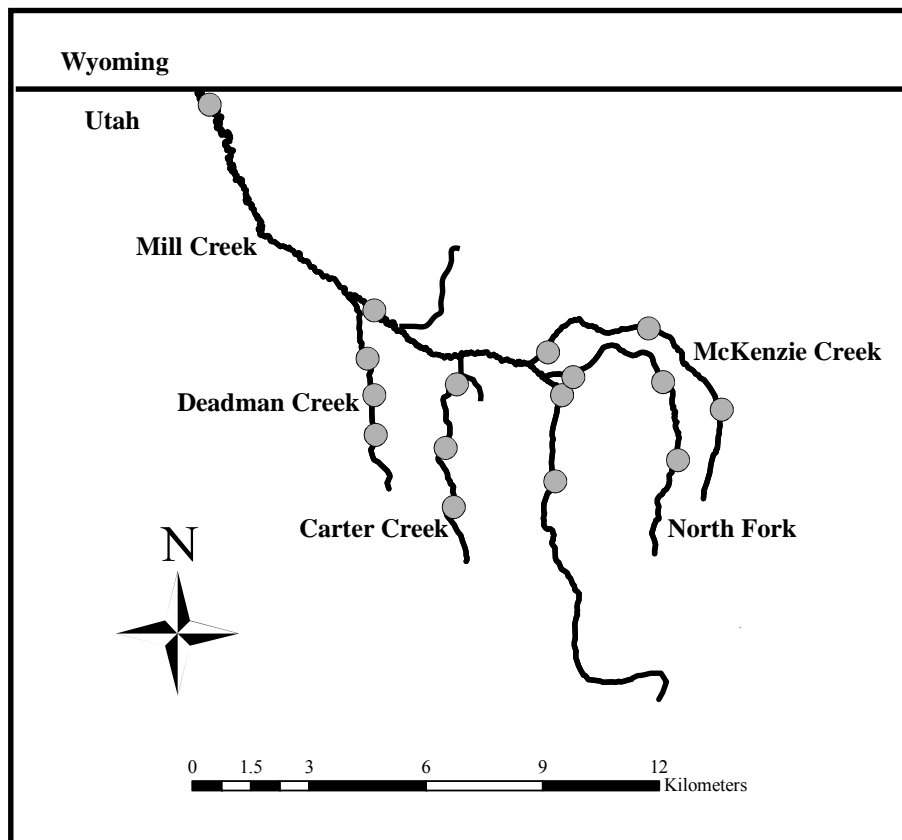 Wyoming
Utah
Mill Creek
McKenzie Creek
Deadman Creek
Carter Creek
North Fork
N
0 1.5 3 6 9 12
Kilometers